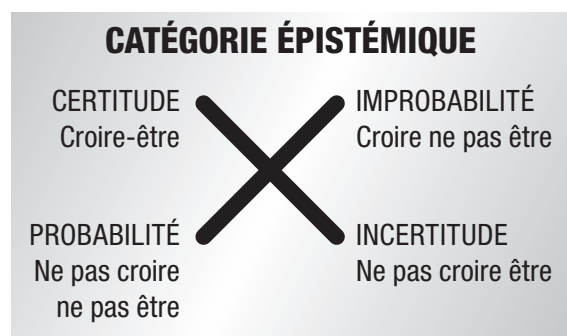 CATÉGORIE ÉPISTÉMIQUE
CERTITUDE
Croire-être
IMPROBABILITÉ
Croire ne pas être
PROBABILITÉ
Ne pas croire
ne pas être
INCERTITUDE
Ne pas croire être